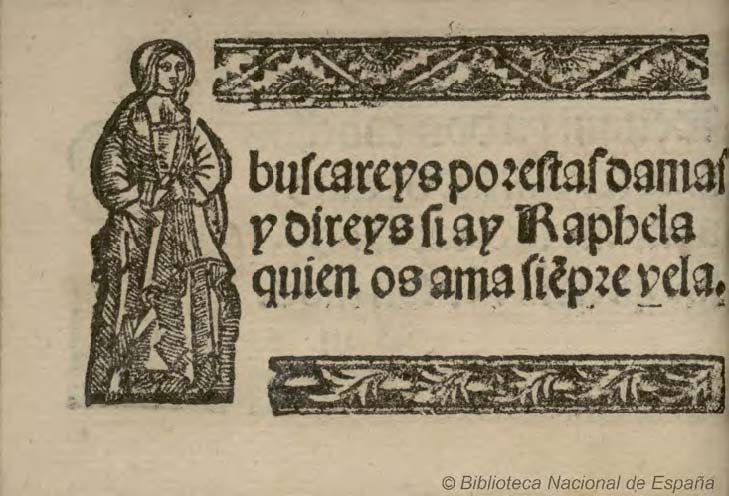 buscareys por estas damas
y direys si ay Raphela
quien os ama siẽpre vela.
© Biblioteca Nacional de España